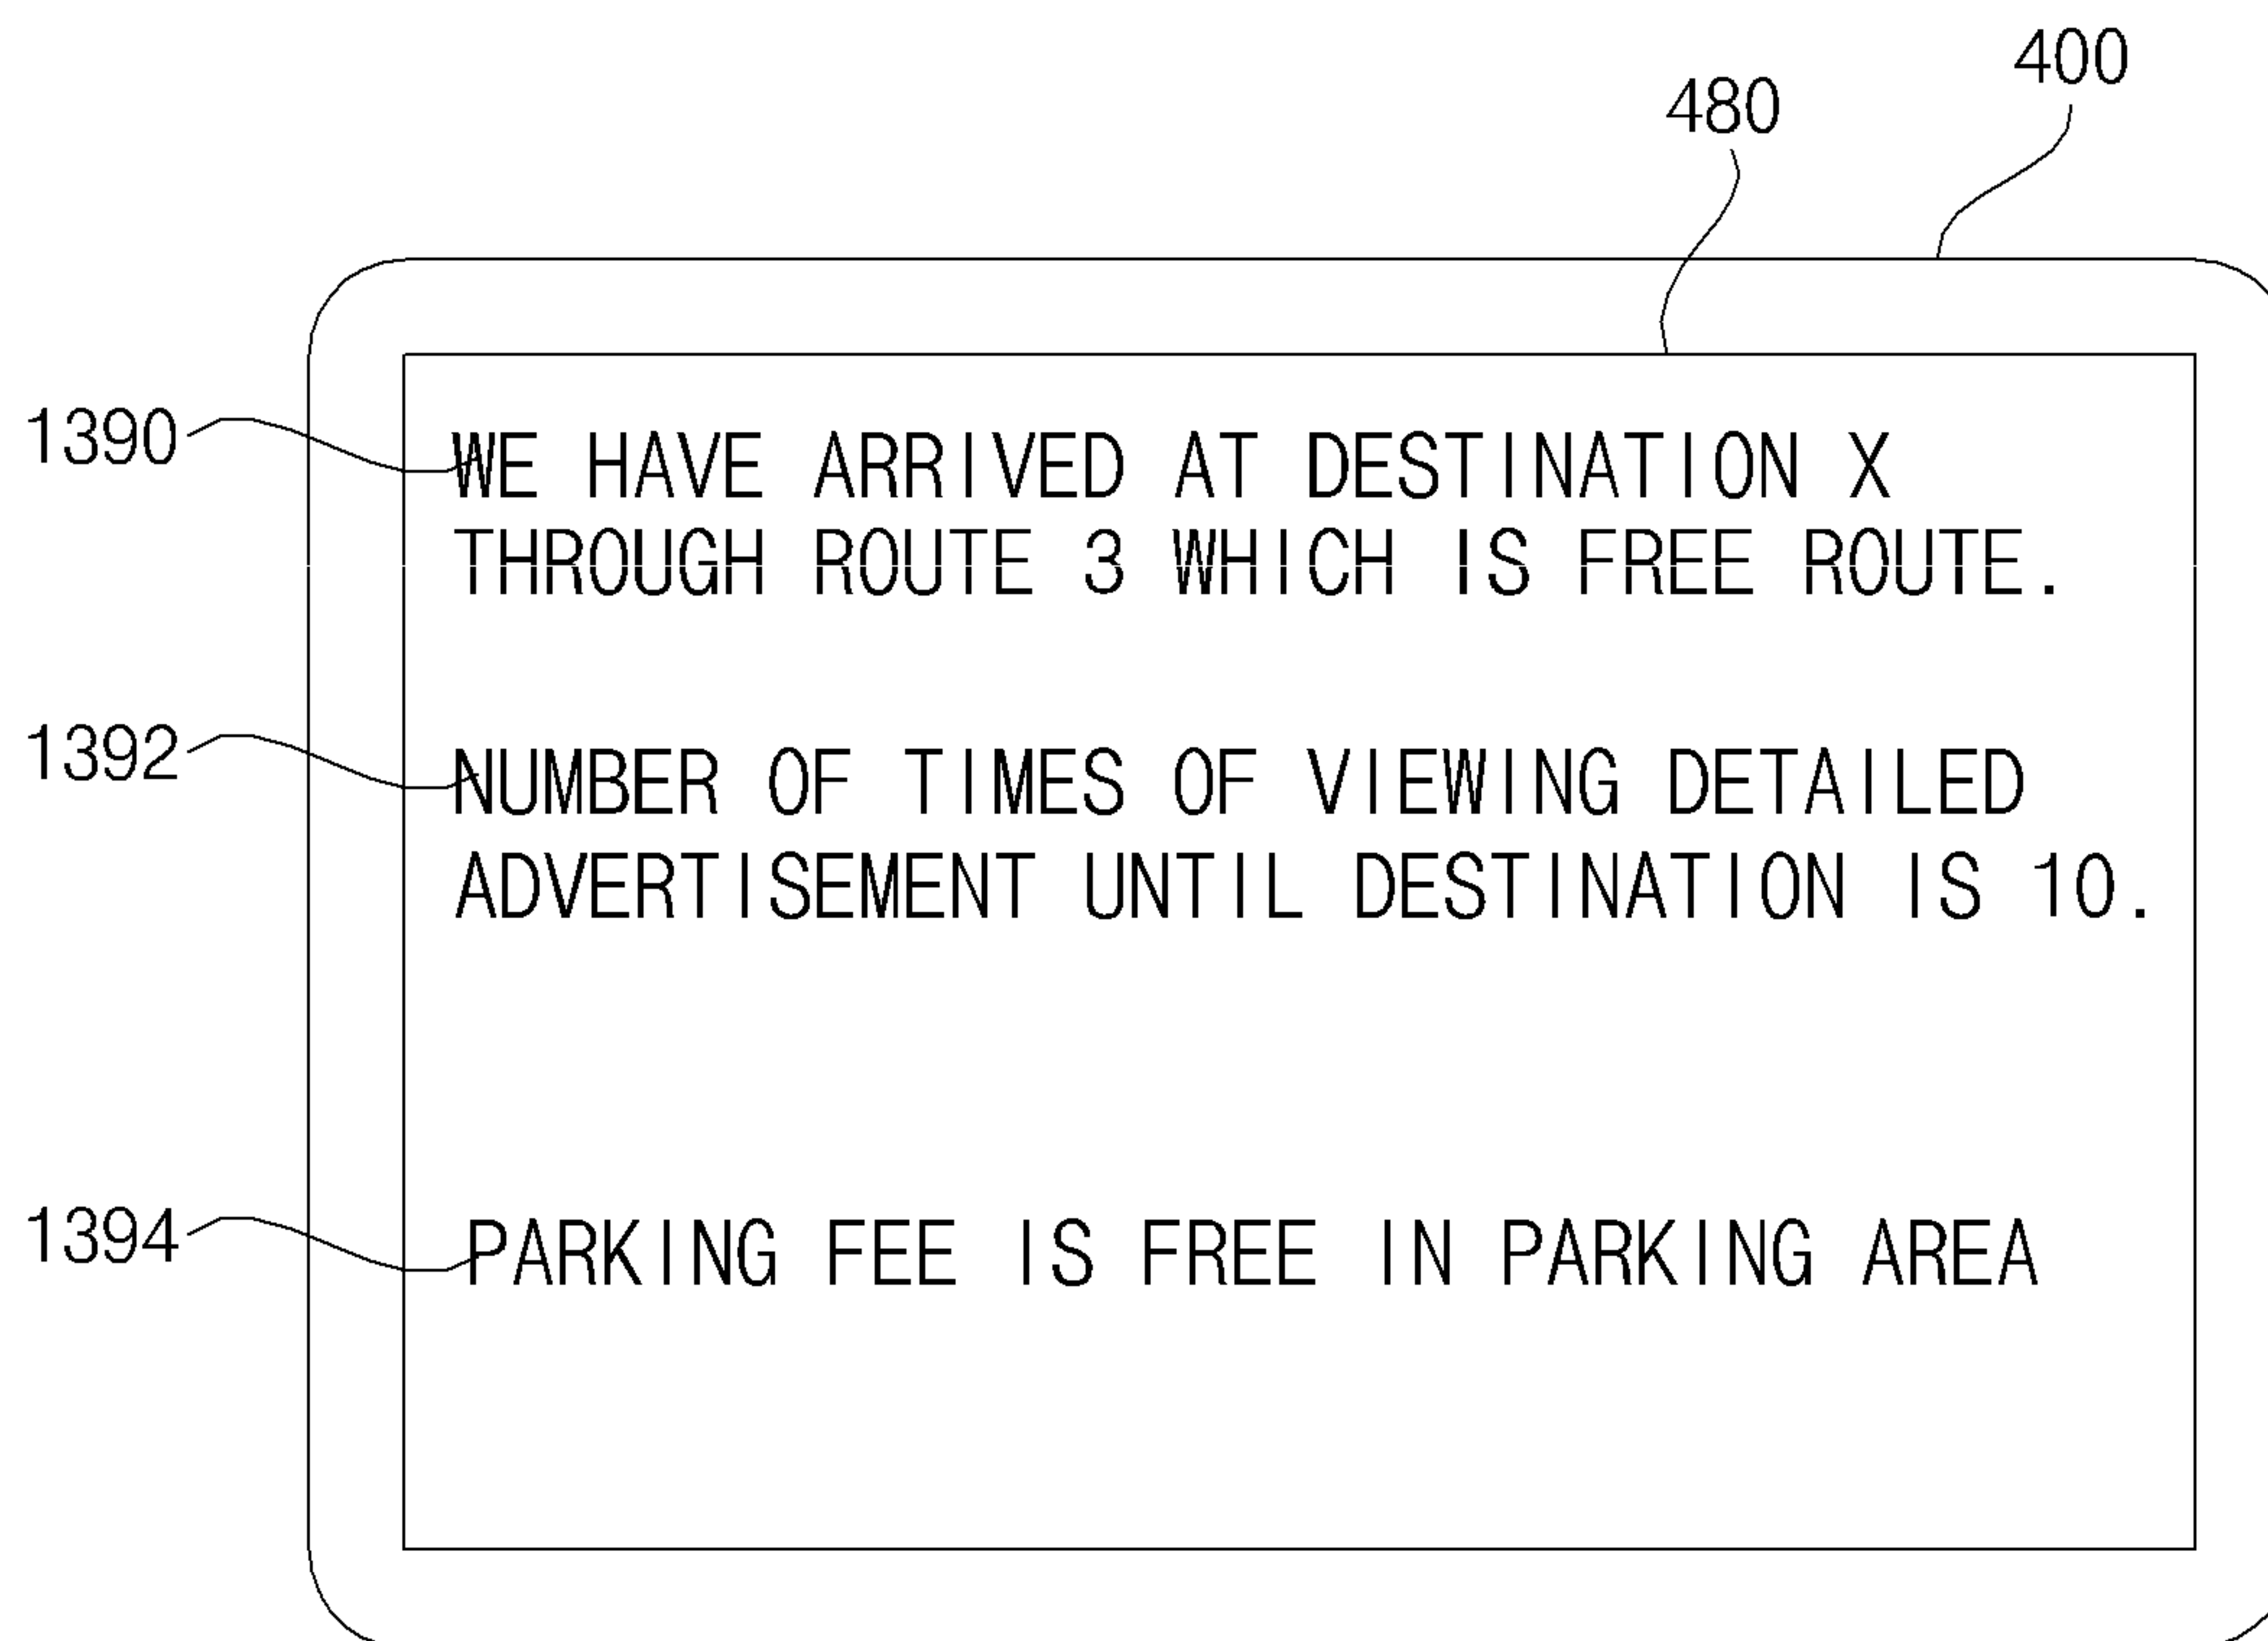 400
480
1390
WE HAVE ARRIVED AT DESTINATION X
THROUGH ROUTE 3 WHICH IS FREE ROUTE.
1392
NUMBER OF TIMES OF VIEWING DETAILED
ADVERTISEMENT UNTIL DESTINATION IS 10.
1394
PARKING FEE IS FREE IN PARKING AREA